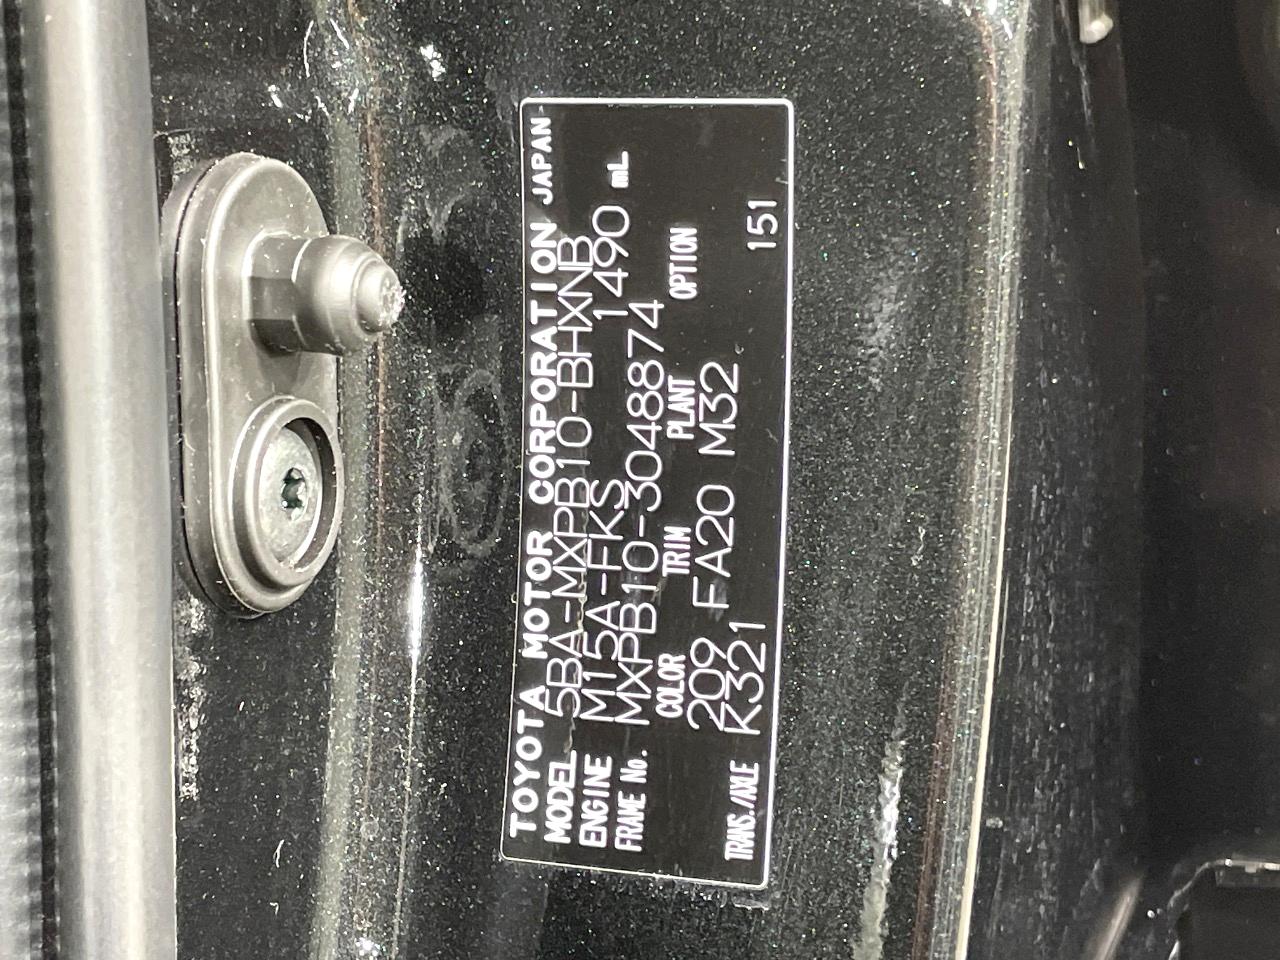 TOYOTA MOTOR CORPORATION JAPAN
MODEL 5BA-MXPB10-BHXNB
ENGINE M15A-FKS 1490 mL
FRAME No. MXPB10-3048874
COLOR TRIM PLANT OPTION
209 FA20 M32
TRANS./AXLE K321 151